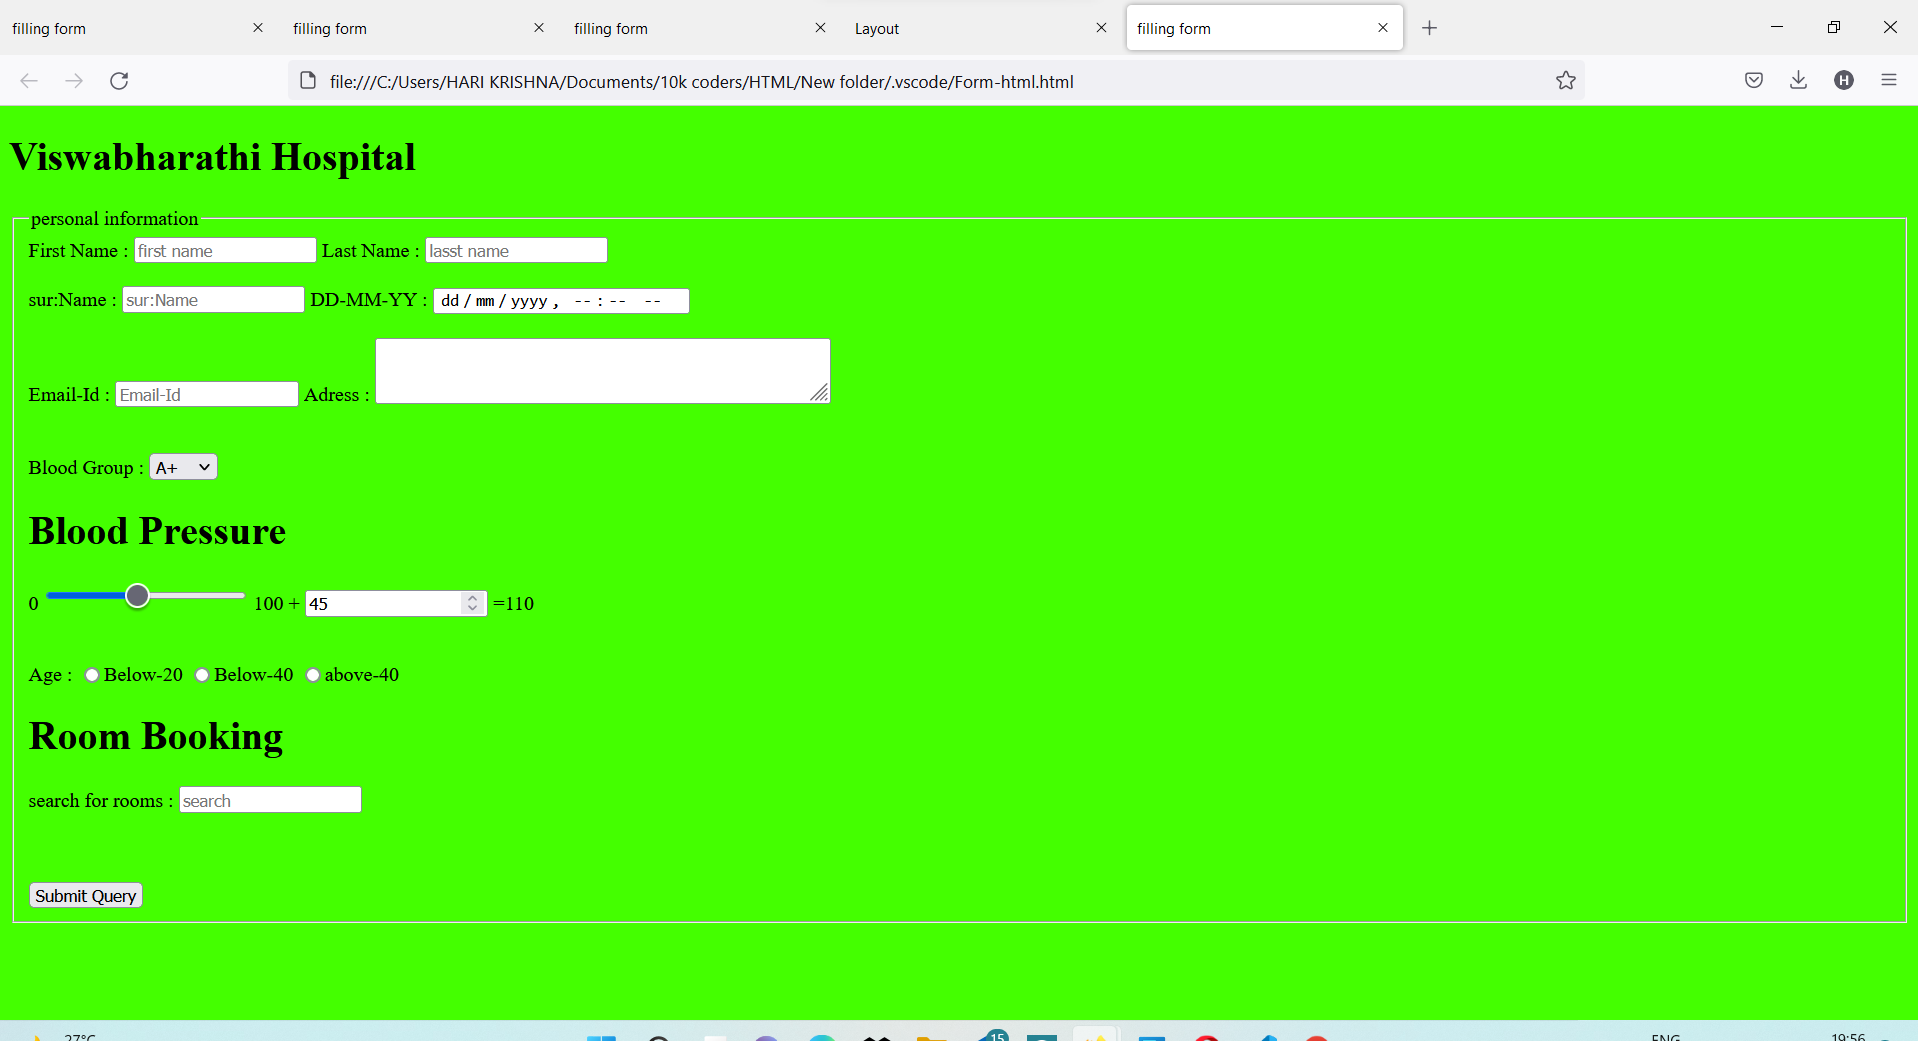 filling form filling form filling form Layout filling form
file:///C:/Users/HARI KRISHNA/Documents/10k coders/HTML/New folder/.vscode/Form-html.html
H
Viswabharathi Hospital
personal information
First Name : first name Last Name : lasst name
sur:Name : sur:Name DD-MM-YY : dd / mm / yyyy , -- : -- --
Email-Id : Email-Id Adress :
Blood Group : A+
Blood Pressure
0 100 + 45 =110
Age : Below-20 Below-40 above-40
Room Booking
search for rooms : search
Submit Query
27°C 15 ENG 19:56